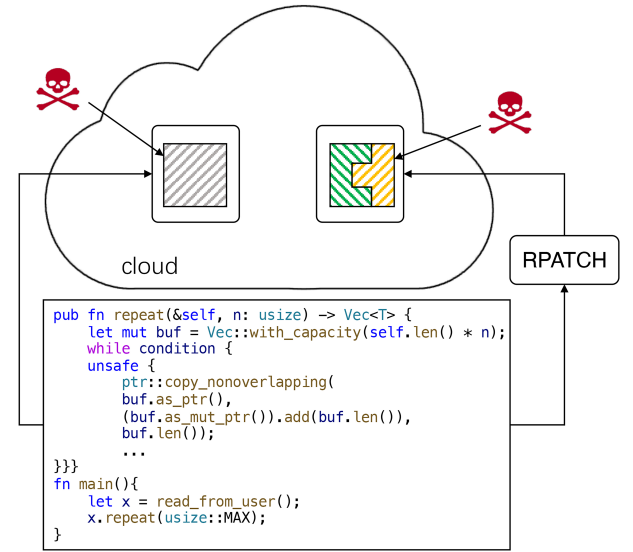 cloud
RPATCH
pub fn repeat(&self, n: usize) -> Vec<T> {
    let mut buf = Vec::with_capacity(self.len() * n);
    while condition {
    unsafe {
        ptr::copy_nonoverlapping(
        buf.as_ptr(),
        (buf.as_mut_ptr()).add(buf.len()),
        buf.len());
        ...
}}}
fn main(){
    let x = read_from_user();
    x.repeat(usize::MAX);
}